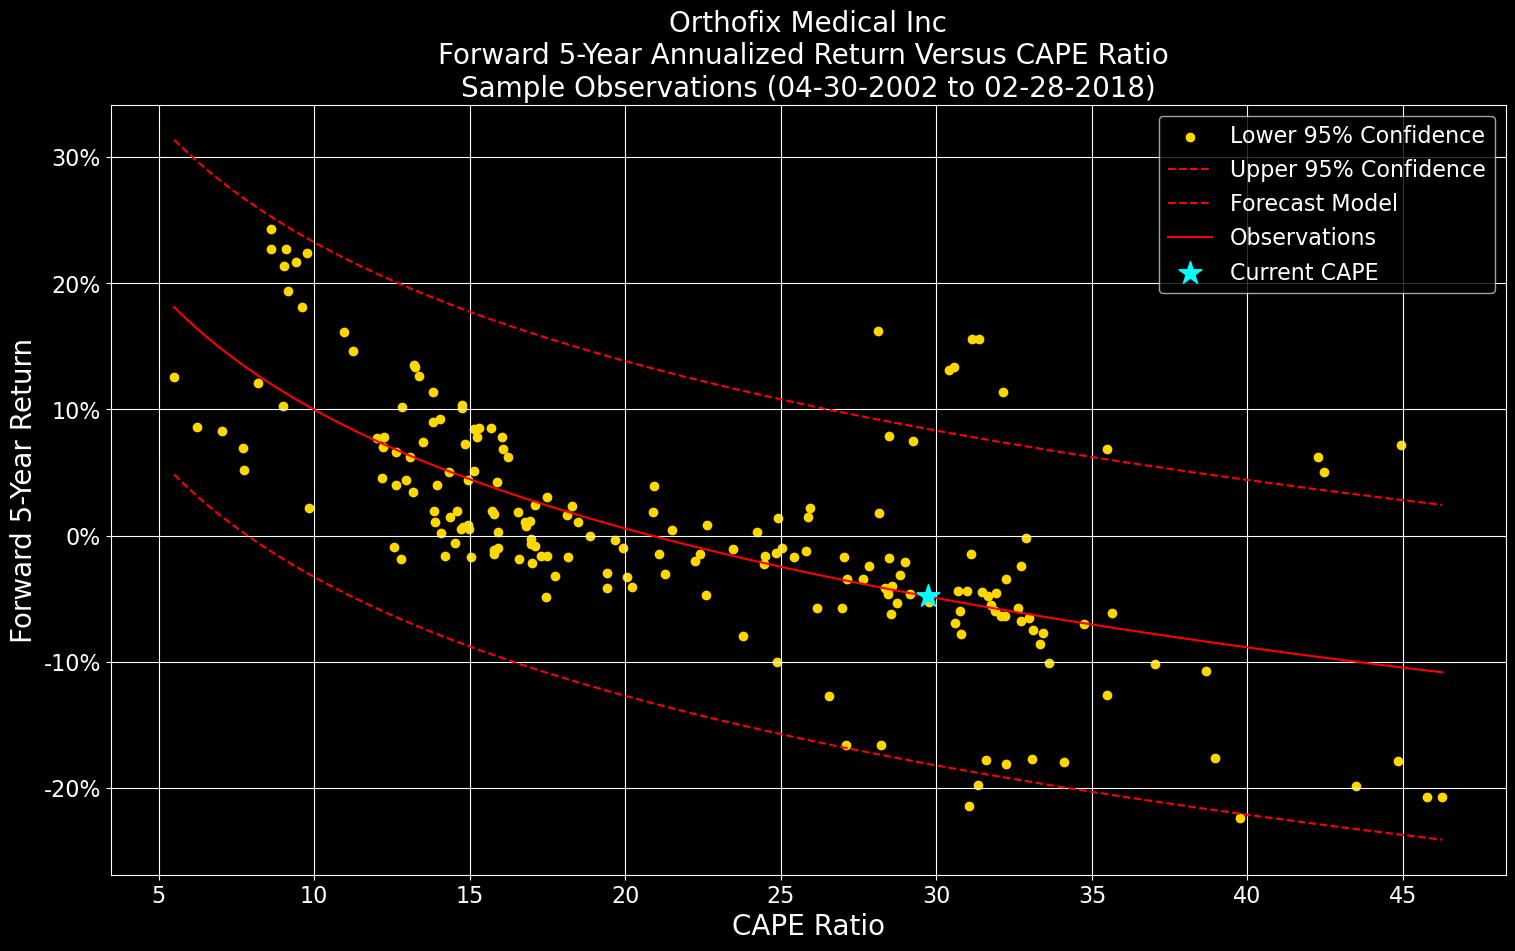 Orthofix Medical Inc
Forward 5-Year Annualized Return Versus CAPE Ratio
Sample Observations (04-30-2002 to 02-28-2018)
Lower 95% Confidence
Upper 95% Confidence
Forecast Model
Observations
Current CAPE
Forward 5-Year Return
30%
20%
10%
0%
-10%
-20%
5 10 15 20 25 30 35 40 45
CAPE Ratio